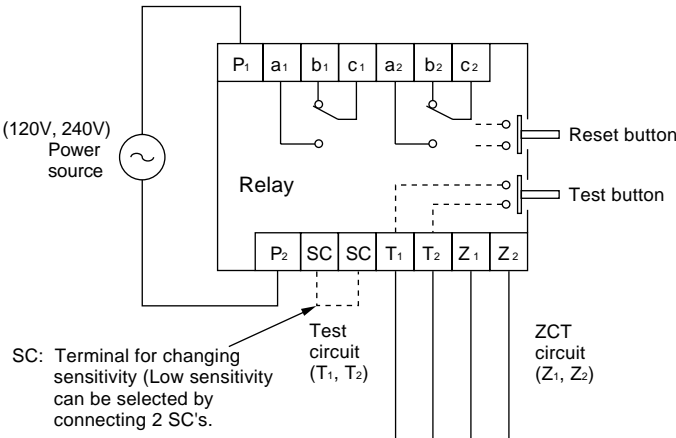 P1 a1 b1 c1 a2 b2 c2
(120V, 240V)
Power
source
Reset button
Relay
Test button
P2 SC SC T1 T2 Z1 Z2
SC: Terminal for changing
sensitivity (Low sensitivity
can be selected by
connecting 2 SC's.
Test
circuit
(T1, T2)
ZCT
circuit
(Z1, Z2)